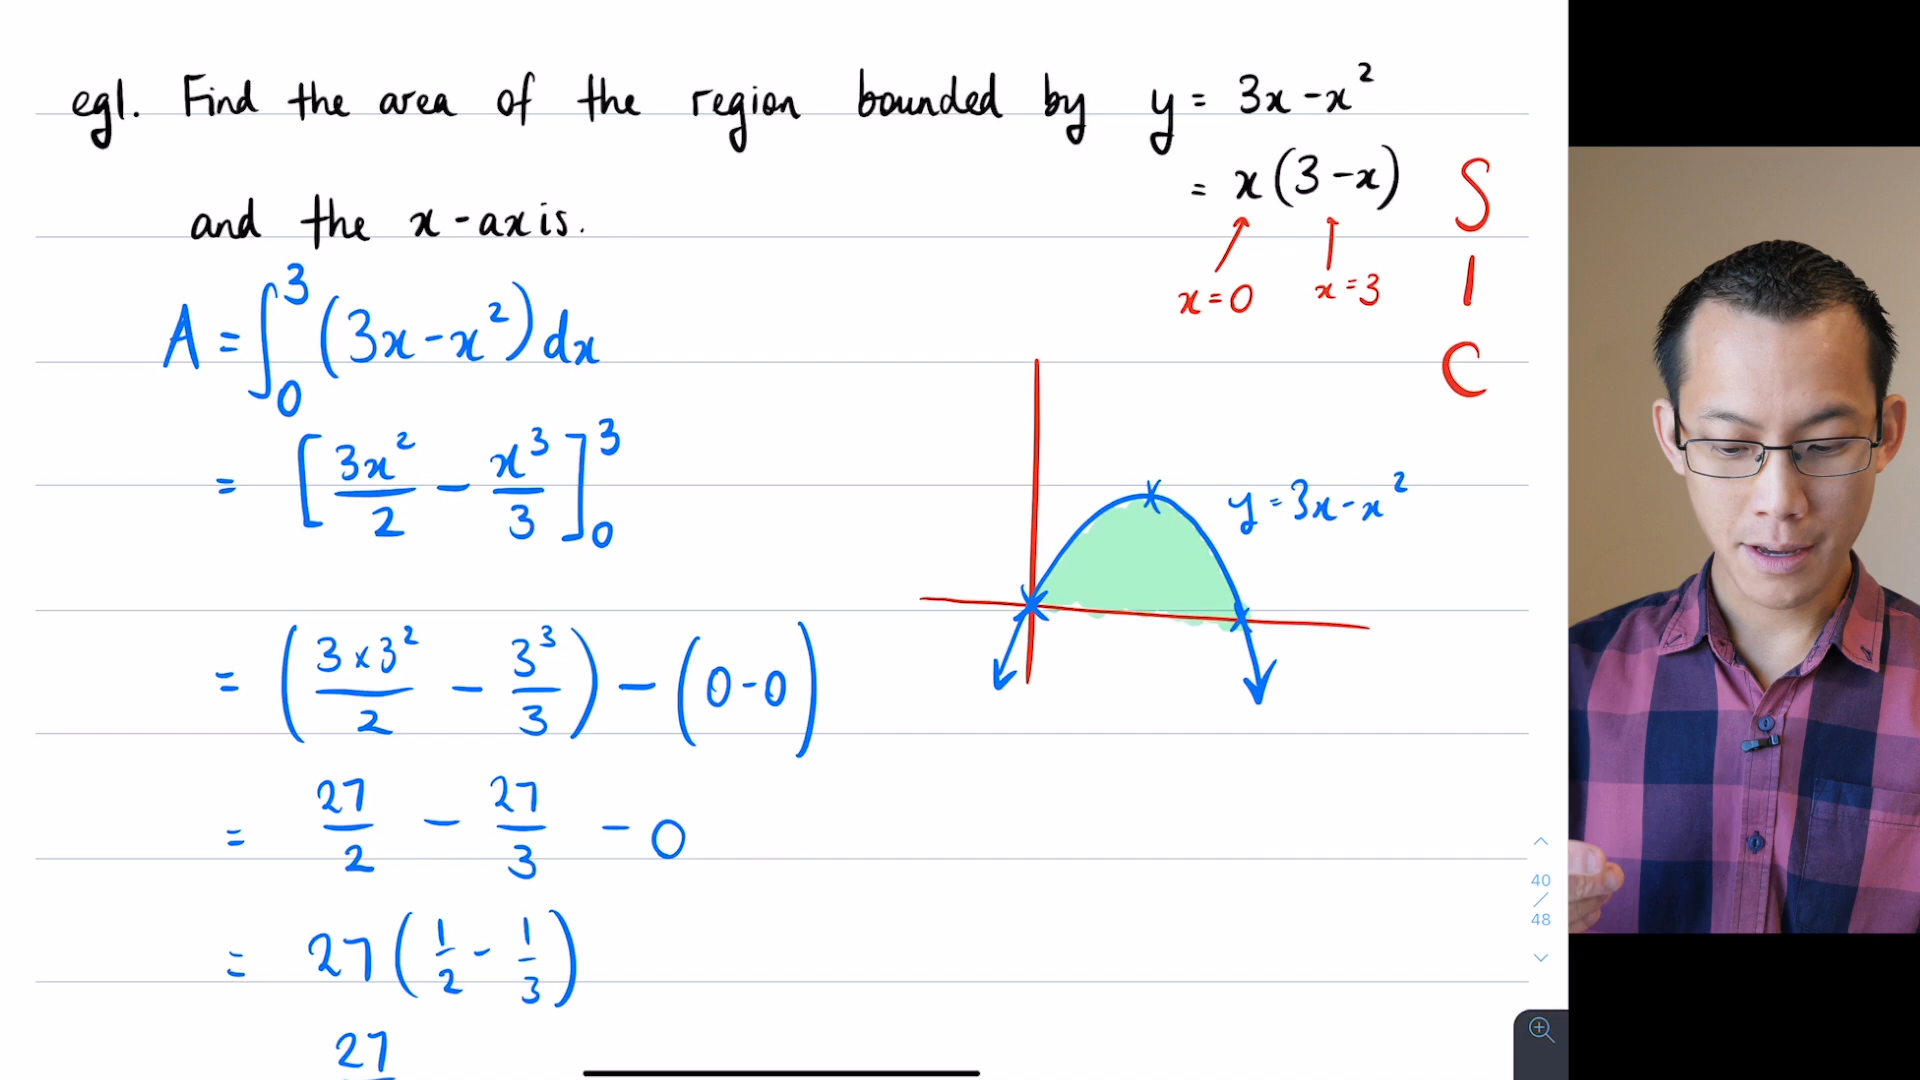 eg1. Find the area of the region bounded by y = 3x - x²
= x(3-x)
and the x-axis.
x=0 x=3
S
I
C
A = ∫₀³ (3x-x²) dx
= [3x²/2 - x³/3]₀³
y=3x-x²
= (3×3²/2 - 3³/3) - (0-0)
= 27/2 - 27/3 - 0
= 27(1/2 - 1/3)
27
40
/
48